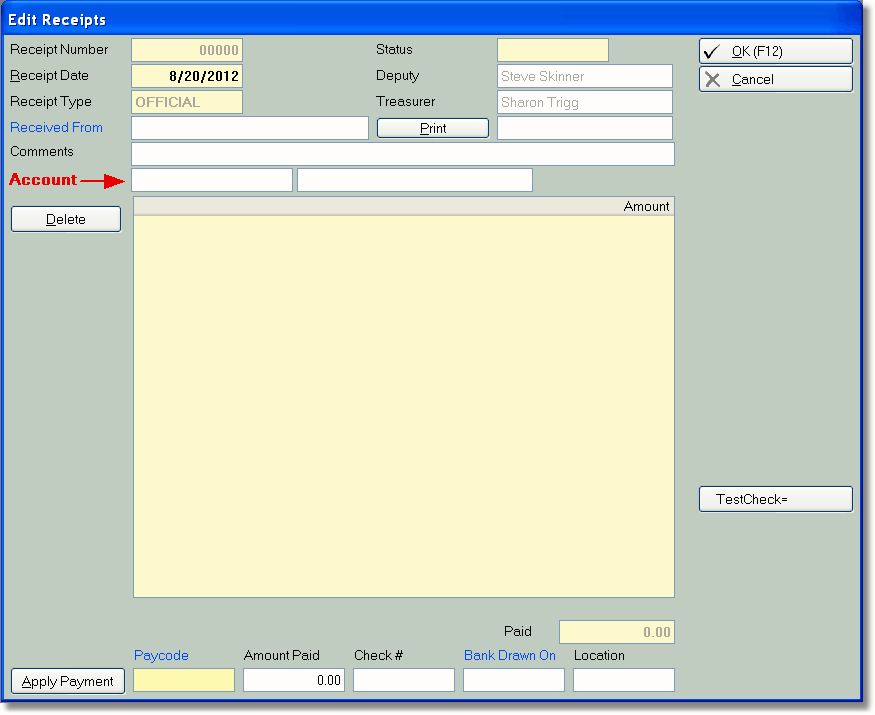 Edit Receipts
Receipt Number 00000 Status OK (F12)
Receipt Date 8/20/2012 Deputy Steve Skinner Cancel
Receipt Type OFFICIAL Treasurer Sharon Trigg
Received From Print
Comments
Account
Delete Amount
TestCheck=
Paid 0.00
Paycode Amount Paid Check # Bank Drawn On Location
Apply Payment 0.00